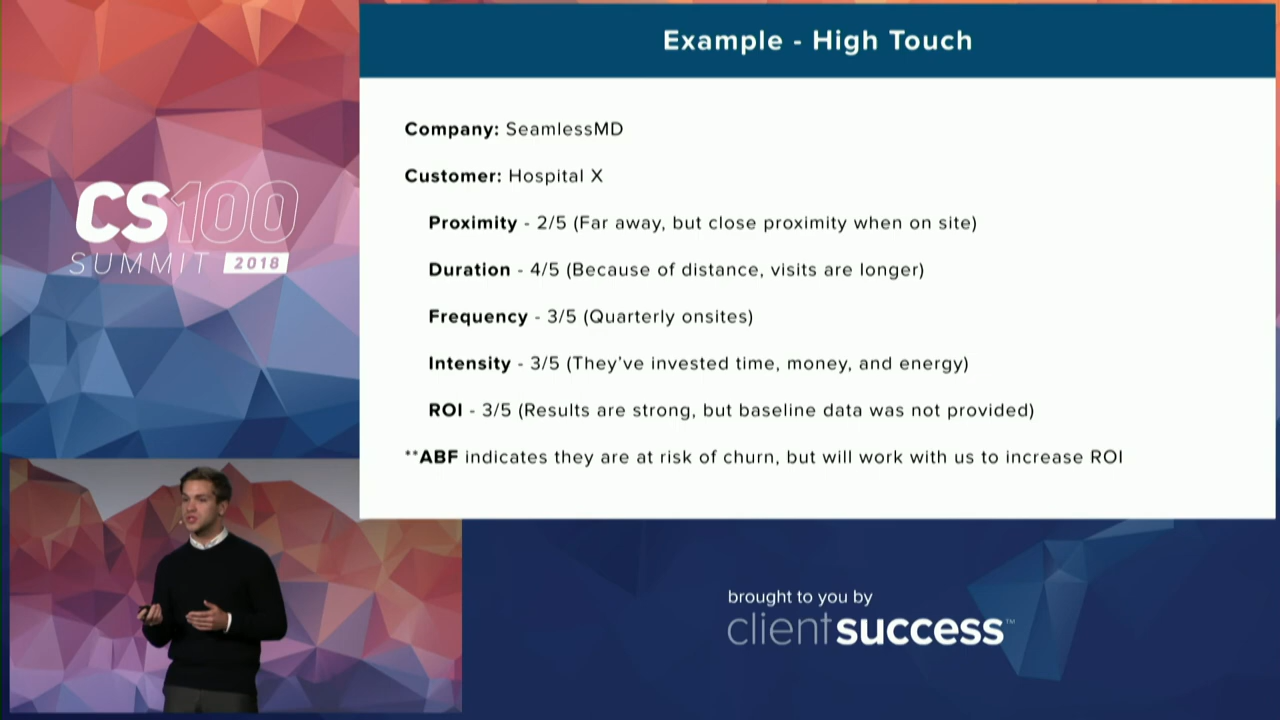 Example - High Touch
Company: SeamlessMD
Customer: Hospital X
Proximity - 2/5 (Far away, but close proximity when on site)
Duration - 4/5 (Because of distance, visits are longer)
Frequency - 3/5 (Quarterly onsites)
Intensity - 3/5 (They've invested time, money, and energy)
ROI - 3/5 (Results are strong, but baseline data was not provided)
**ABF indicates they are at risk of churn, but will work with us to increase ROI
CS100
SUMMIT 2018
brought to you by
clientsuccess™